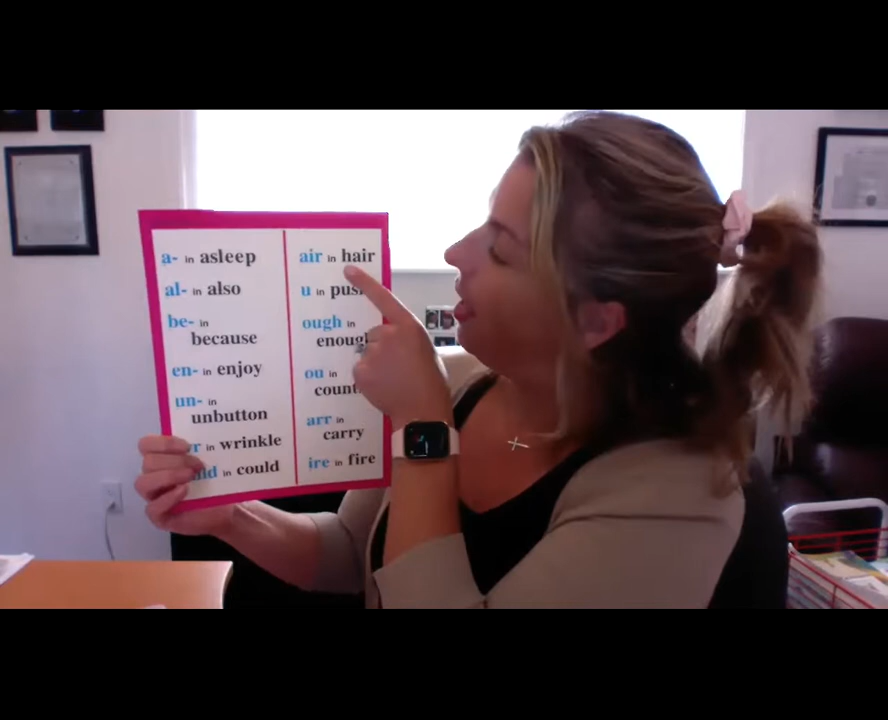 a- in asleep
al- in also
be- in
because
en- in enjoy
un- in
unbutton
in wrinkle
in could
air in hair
u in
ough in
ou in
arr in
carry
ire in fire